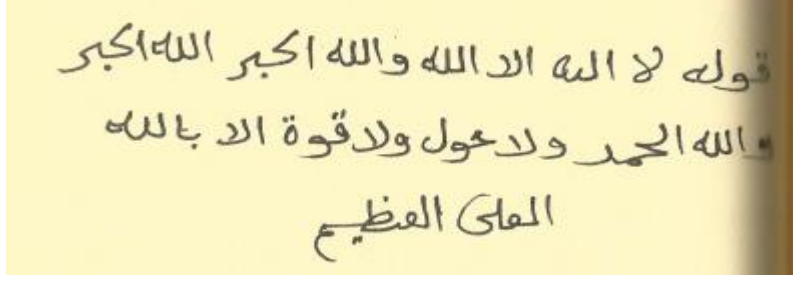 قوله لا اله الا الله والله اكبر الله اكبر
والله الحمد ولا حول ولا قوة الا بالله
العلى العظيم